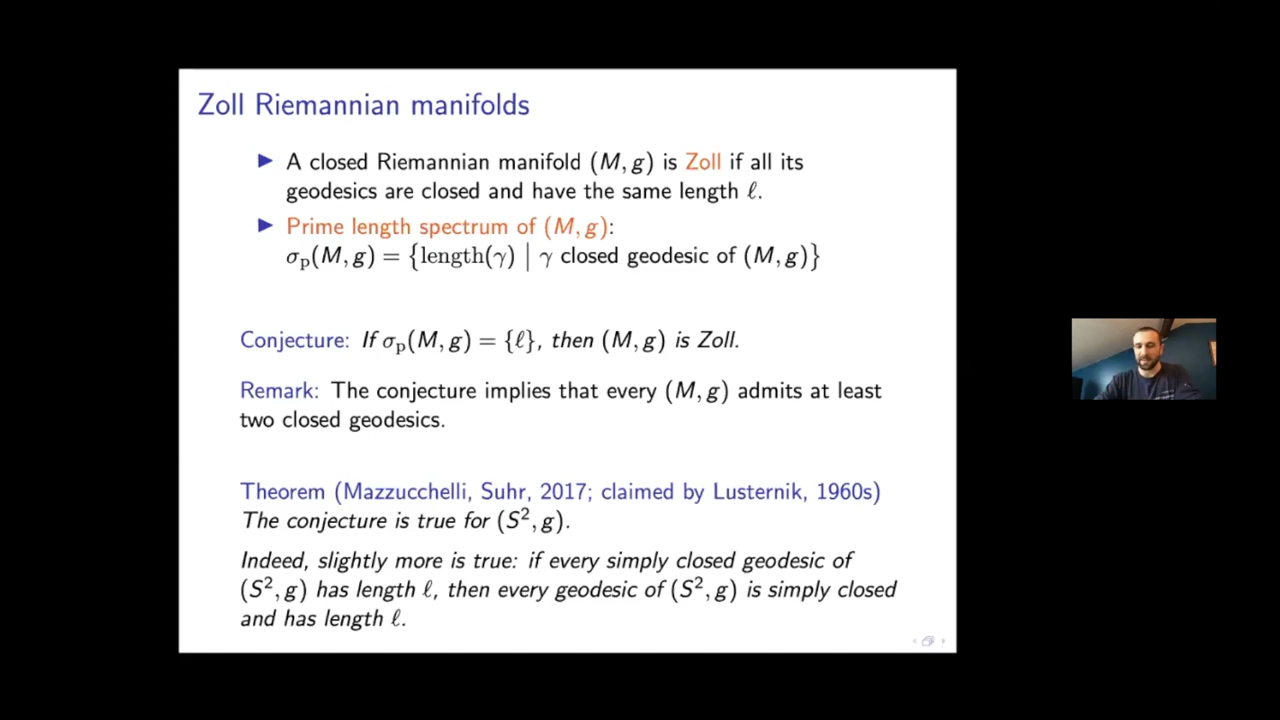 Zoll Riemannian manifolds
▶ A closed Riemannian manifold (M, g) is Zoll if all its
geodesics are closed and have the same length ℓ.
▶ Prime length spectrum of (M, g):
σₚ(M, g) = {length(γ) | γ closed geodesic of (M, g)}
Conjecture: If σₚ(M, g) = {ℓ}, then (M, g) is Zoll.
Remark: The conjecture implies that every (M, g) admits at least
two closed geodesics.
Theorem (Mazzucchelli, Suhr, 2017; claimed by Lusternik, 1960s)
The conjecture is true for (S², g).
Indeed, slightly more is true: if every simply closed geodesic of
(S², g) has length ℓ, then every geodesic of (S², g) is simply closed
and has length ℓ.